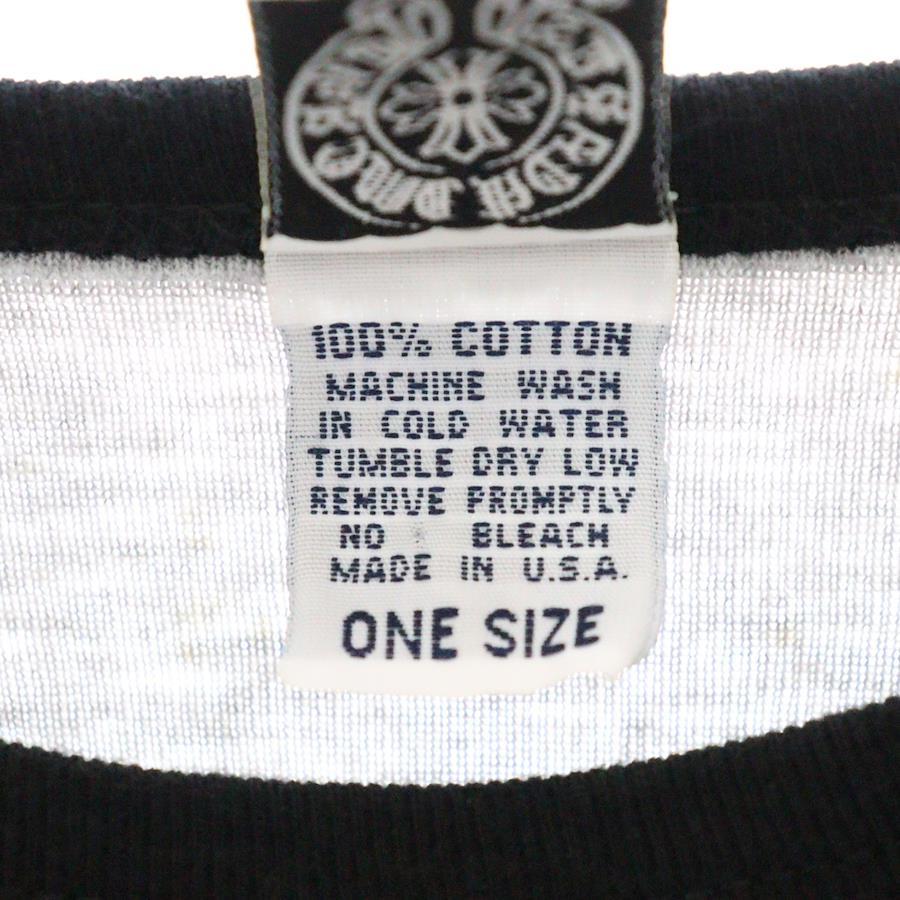 100% COTTON
MACHINE WASH
IN COLD WATER
TUMBLE DRY LOW
REMOVE PROMPTLY
NO BLEACH
MADE IN U.S.A.
ONE SIZE